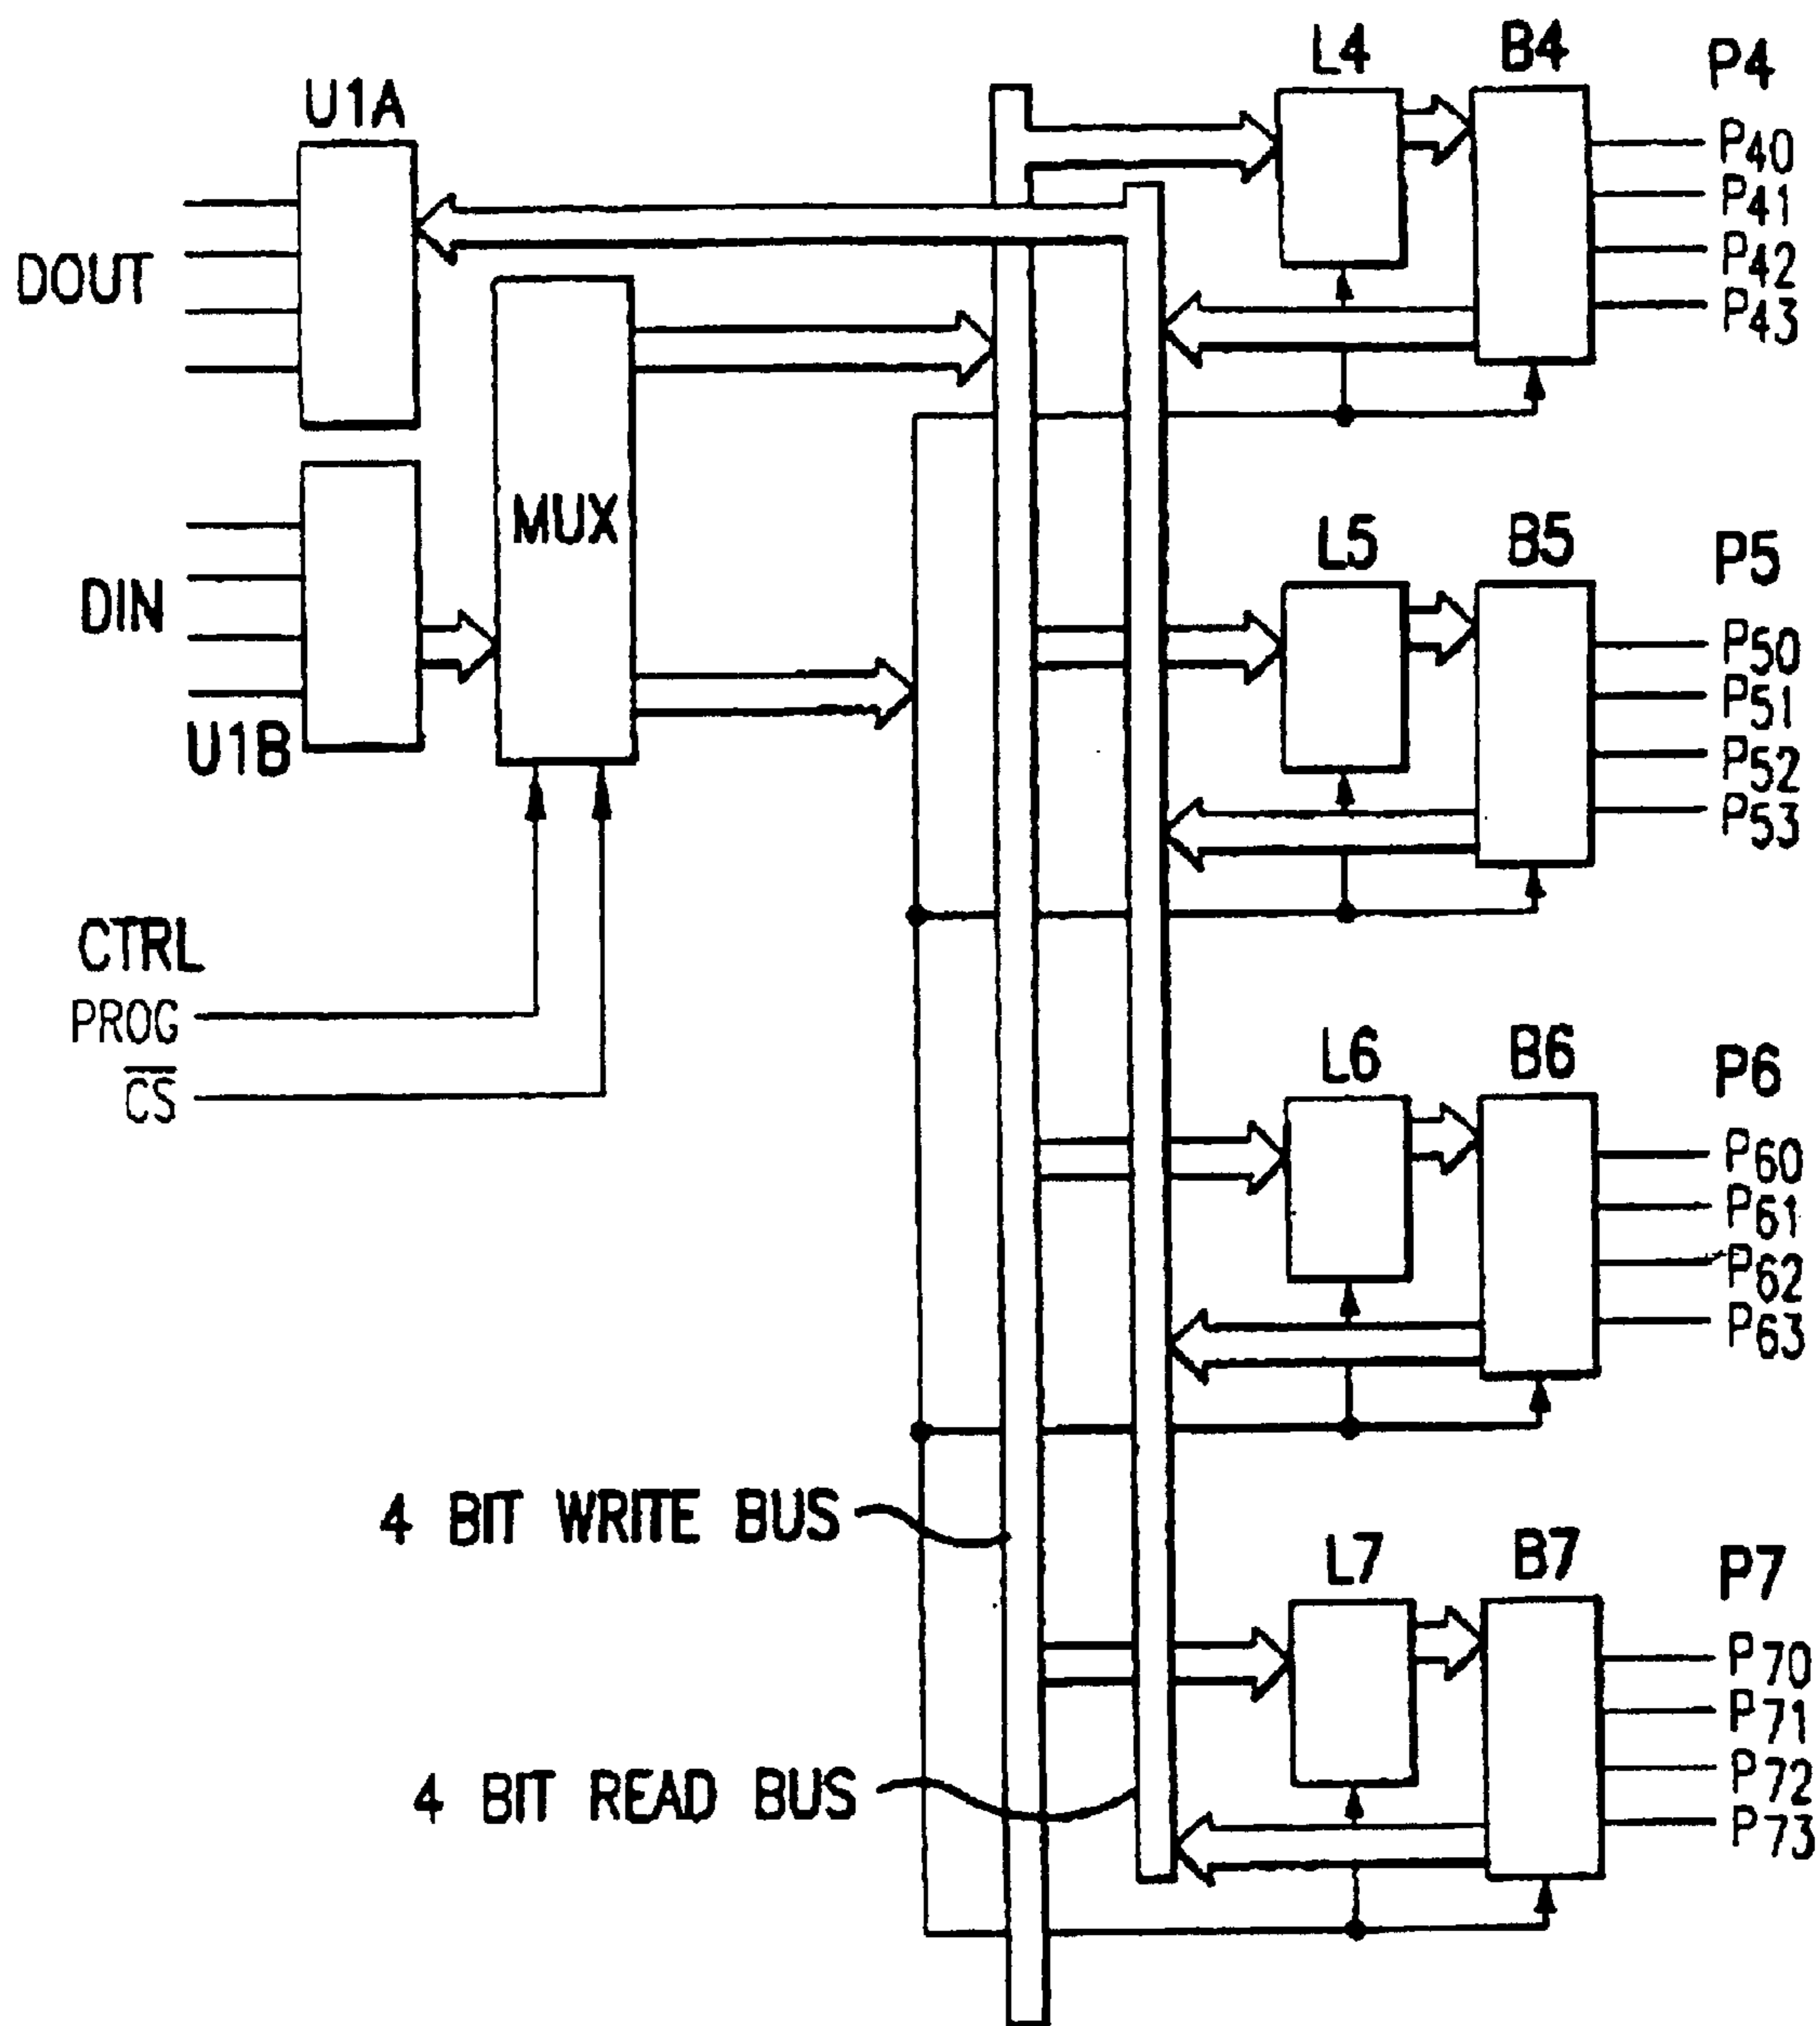 L4 B4 P4
U1A
P40
P41
P42
P43
DOUT
MUX
L5 B5 P5
DIN
P50
P51
P52
P53
U1B
CTRL
PROG
C̅S̅
L6 B6 P6
P60
P61
P62
P63
4 BIT WRITE BUS
L7 B7 P7
P70
P71
P72
P73
4 BIT READ BUS